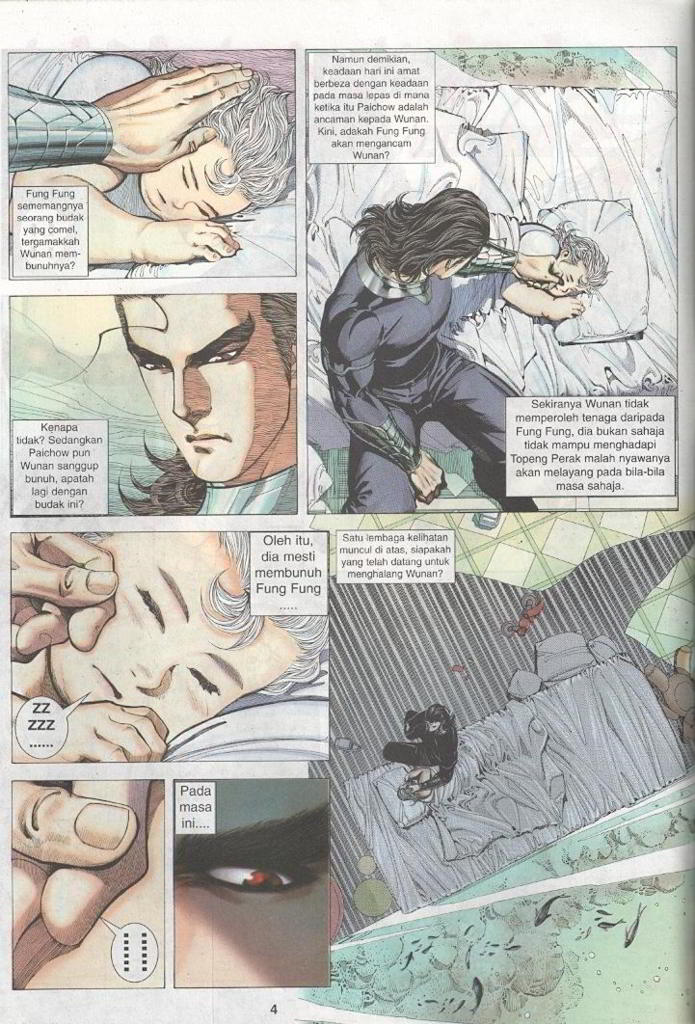 Fung Fung
sememangnya
seorang budak
yang comel,
tergamakkah
Wunan mem-
bunuhnya?
Namun demikian,
keadaan hari ini amat
berbeza dengan keadaan
pada masa lepas di mana
ketika itu Paichow adalah
ancaman kepada Wunan.
Kini, adakah Fung Fung
akan mengancam
Wunan?
Kenapa
tidak? Sedangkan
Paichow pun
Wunan sanggup
bunuh, apatah
lagi dengan
budak ini?
Sekiranya Wunan tidak
memperoleh tenaga daripada
Fung Fung, dia bukan sahaja
tidak mampu menghadapi
Topeng Perak malah nyawanya
akan melayang pada bila-bila
masa sahaja.
Oleh itu,
dia mesti
membunuh
Fung Fung
.....
ZZ
ZZZ
......
Satu lembaga kelihatan
muncul di atas, siapakah
yang telah datang untuk
menghalang Wunan?
Pada
masa
ini....
4